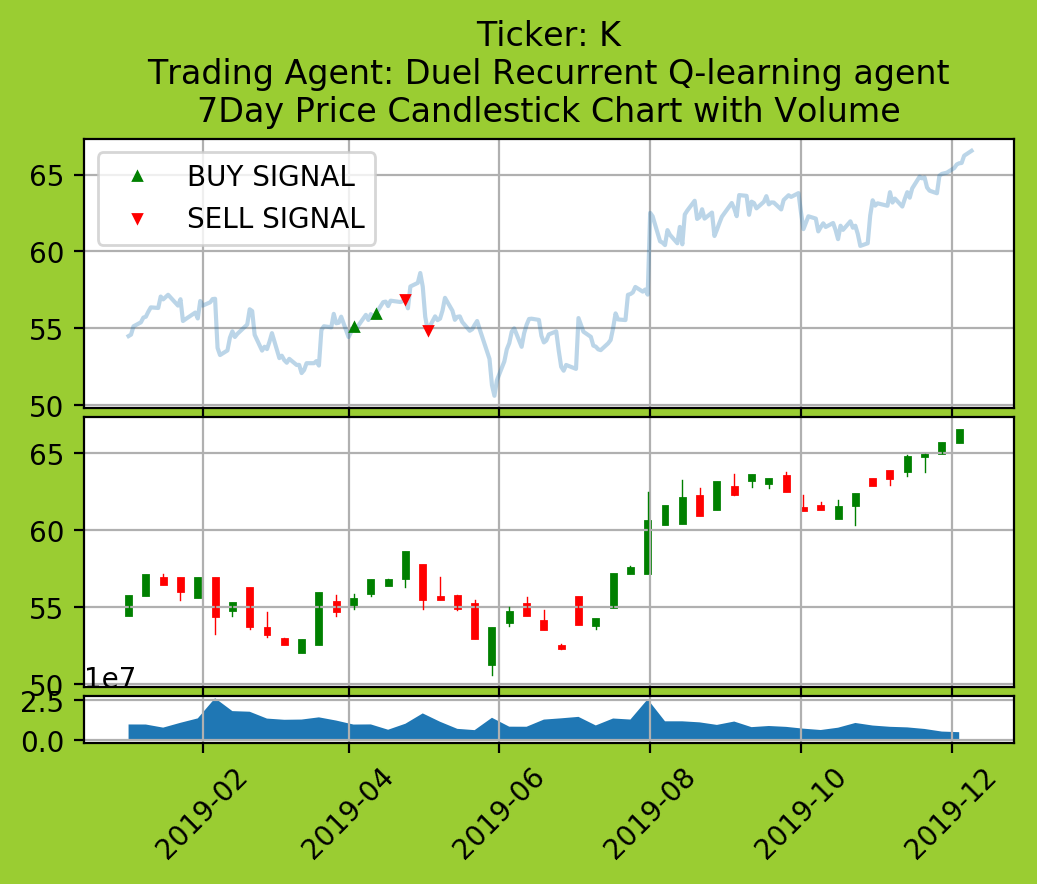 Ticker: K
Trading Agent: Duel Recurrent Q-learning agent
7Day Price Candlestick Chart with Volume
BUY SIGNAL
SELL SIGNAL
65
60
55
50
65
60
55
50
1e7
2.5
0.0
2019-02
2019-04
2019-06
2019-08
2019-10
2019-12